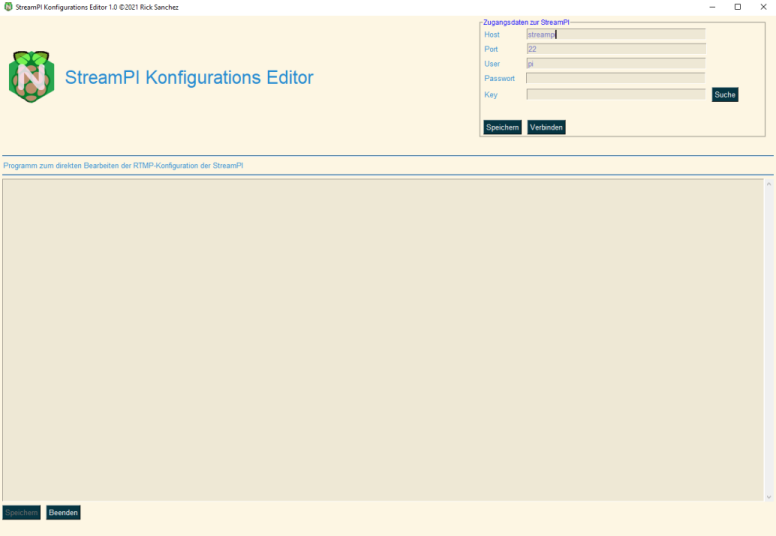 StreamPI Konfigurations Editor 1.0 ©2021 Rick Sanchez
N
StreamPI Konfigurations Editor
Zugangsdaten zur StreamPI
Host streamp
Port 22
User pi
Passwort
Key Suche
Speichern Verbinden
Programm zum direkten Bearbeiten der RTMP-Konfiguration der StreamPI
Speichern Beenden